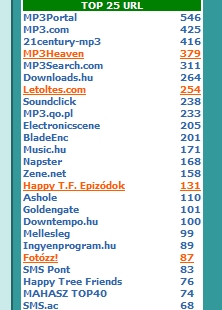 TOP 25 URL
MP3Portal 546
MP3.com 425
21century-mp3 416
MP3Heaven 379
MP3Search.com 311
Downloads.hu 264
Letoltes.com 254
Soundclick 238
MP3.qo.pl 233
Electronicscene 205
BladeEnc 201
Music.hu 171
Napster 168
Zene.net 158
Happy T.F. Epizódok 131
Ashole 110
Goldengate 101
Downtempo.hu 100
Mellesleg 99
Ingyenprogram.hu 89
Fotózz! 87
SMS Pont 83
Happy Tree Friends 76
MAHASZ TOP40 74
SMS.ac 68